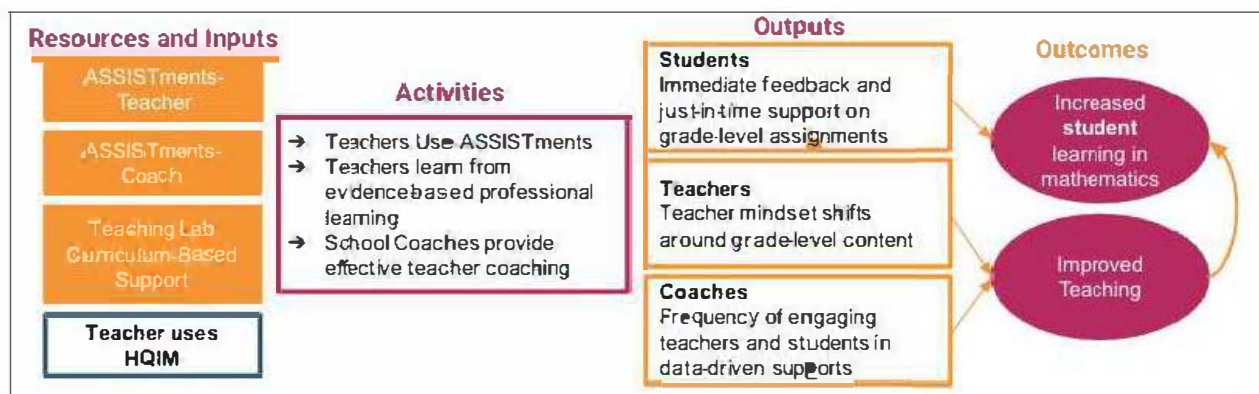 Resources and Inputs
ASSISTments-
Teacher
ASSISTments-
Coach
Teaching Lab
Curriculum-Based
Support
Teacher uses
HQIM
Activities
➔ Teachers Use ASSISTments
➔ Teachers learn from
evidencebased professional
learning
➔ School Coaches provide
effective teacher coaching
Outputs
Students
Immediate feedback and
just-in-time support on
grade-level assignments
Teachers
Teacher mindset shifts
around grade-level content
Coaches
Frequency of engaging
teachers and students in
data-driven supports
Outcomes
Increased
student
learning in
mathematics
Improved
Teaching